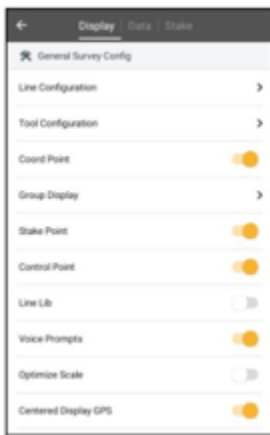 Display | Data | Stake
General Survey Config
Line Configuration
Tool Configuration
Coord Point
Group Display
Stake Point
Control Point
Line Lib
Voice Prompts
Optimize Scale
Centered Display GPS